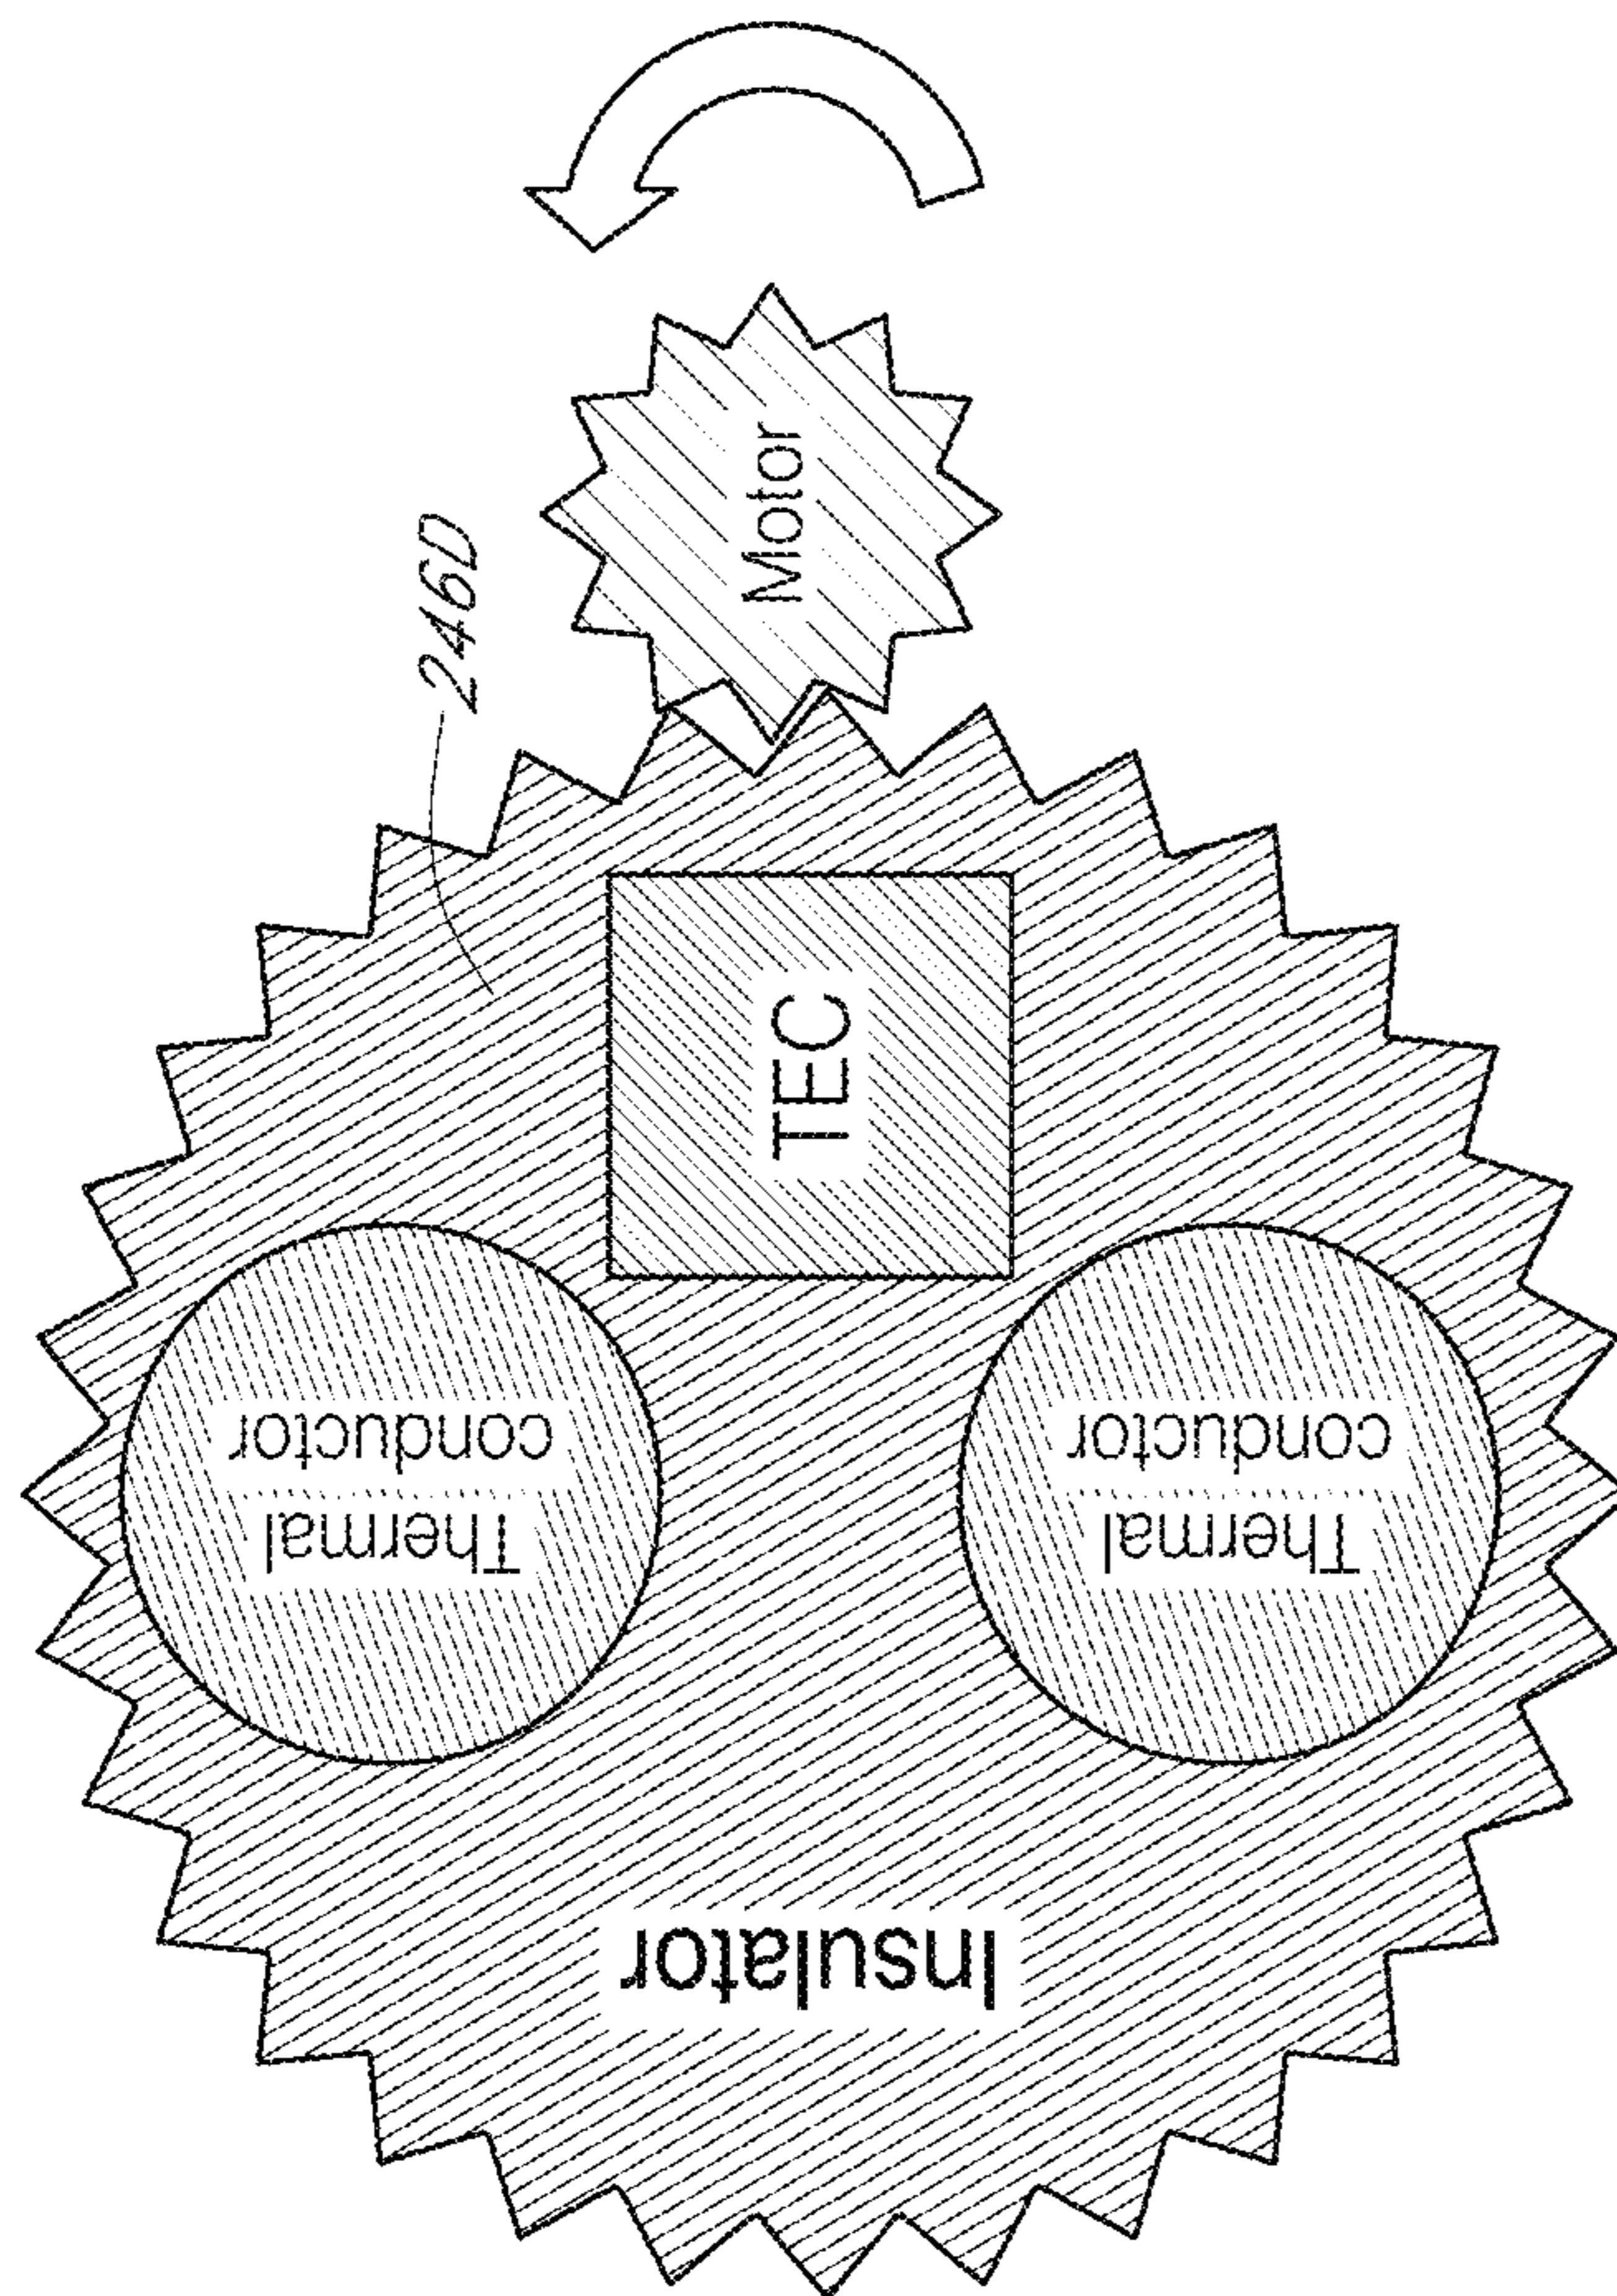 246D
Motor
TEC
Thermal
conductor
Thermal
conductor
Insulator